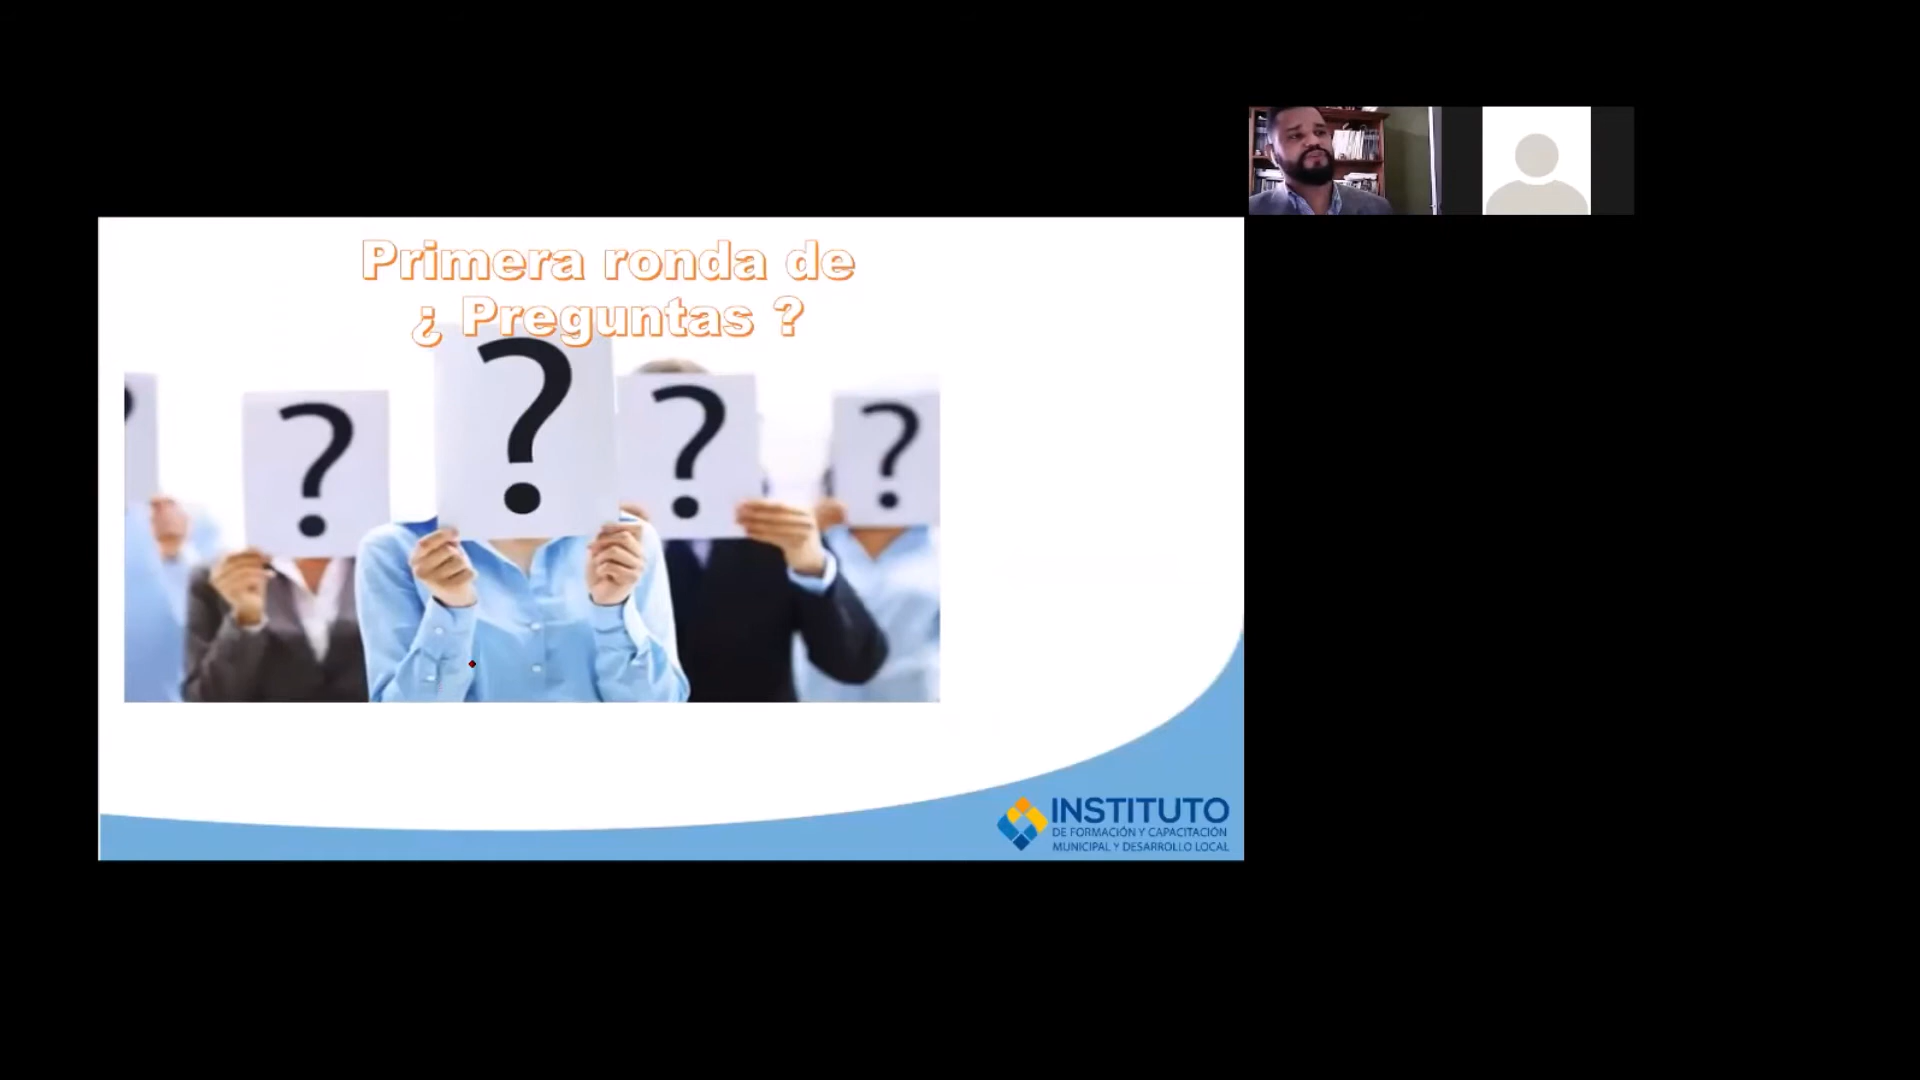 Primera ronda de
¿ Preguntas ?
?
?
?
?
?
INSTITUTO
DE FORMACIÓN Y CAPACITACIÓN
MUNICIPAL Y DESARROLLO LOCAL